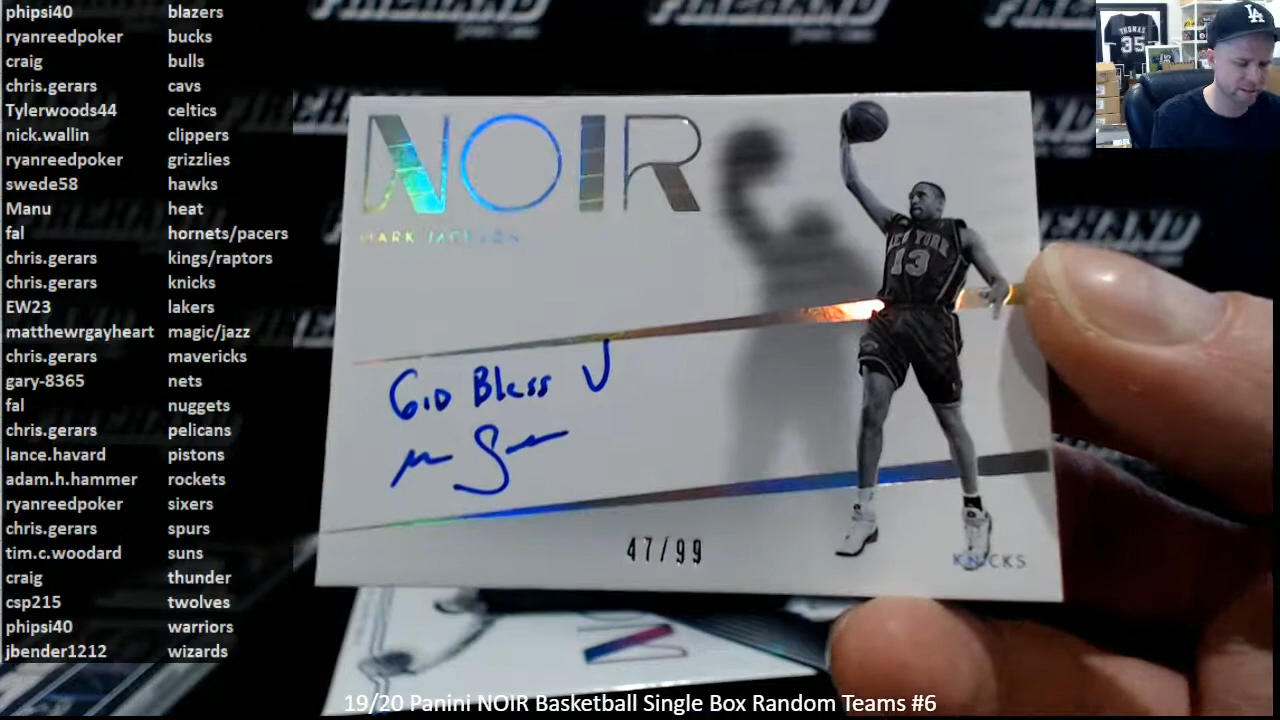 phipsi40 blazers
ryanreedpoker bucks
craig bulls
chris.gerars cavs
Tylerwoods44 celtics
nick.wallin clippers
ryanreedpoker grizzlies
swede58 hawks
Manu heat
fal hornets/pacers
chris.gerars kings/raptors
chris.gerars knicks
EW23 lakers
matthewrgayheart magic/jazz
chris.gerars mavericks
gary-8365 nets
fal nuggets
chris.gerars pelicans
lance.havard pistons
adam.h.hammer rockets
ryanreedpoker sixers
chris.gerars spurs
tim.c.woodard suns
craig thunder
csp215 twolves
phipsi40 warriors
jbender1212 wizards
NOIR
MARK JACKSON
NEW YORK
13
God Bless U
47/99
KNICKS
THOMAS
35
LA
19/20 Panini NOIR Basketball Single Box Random Teams #6